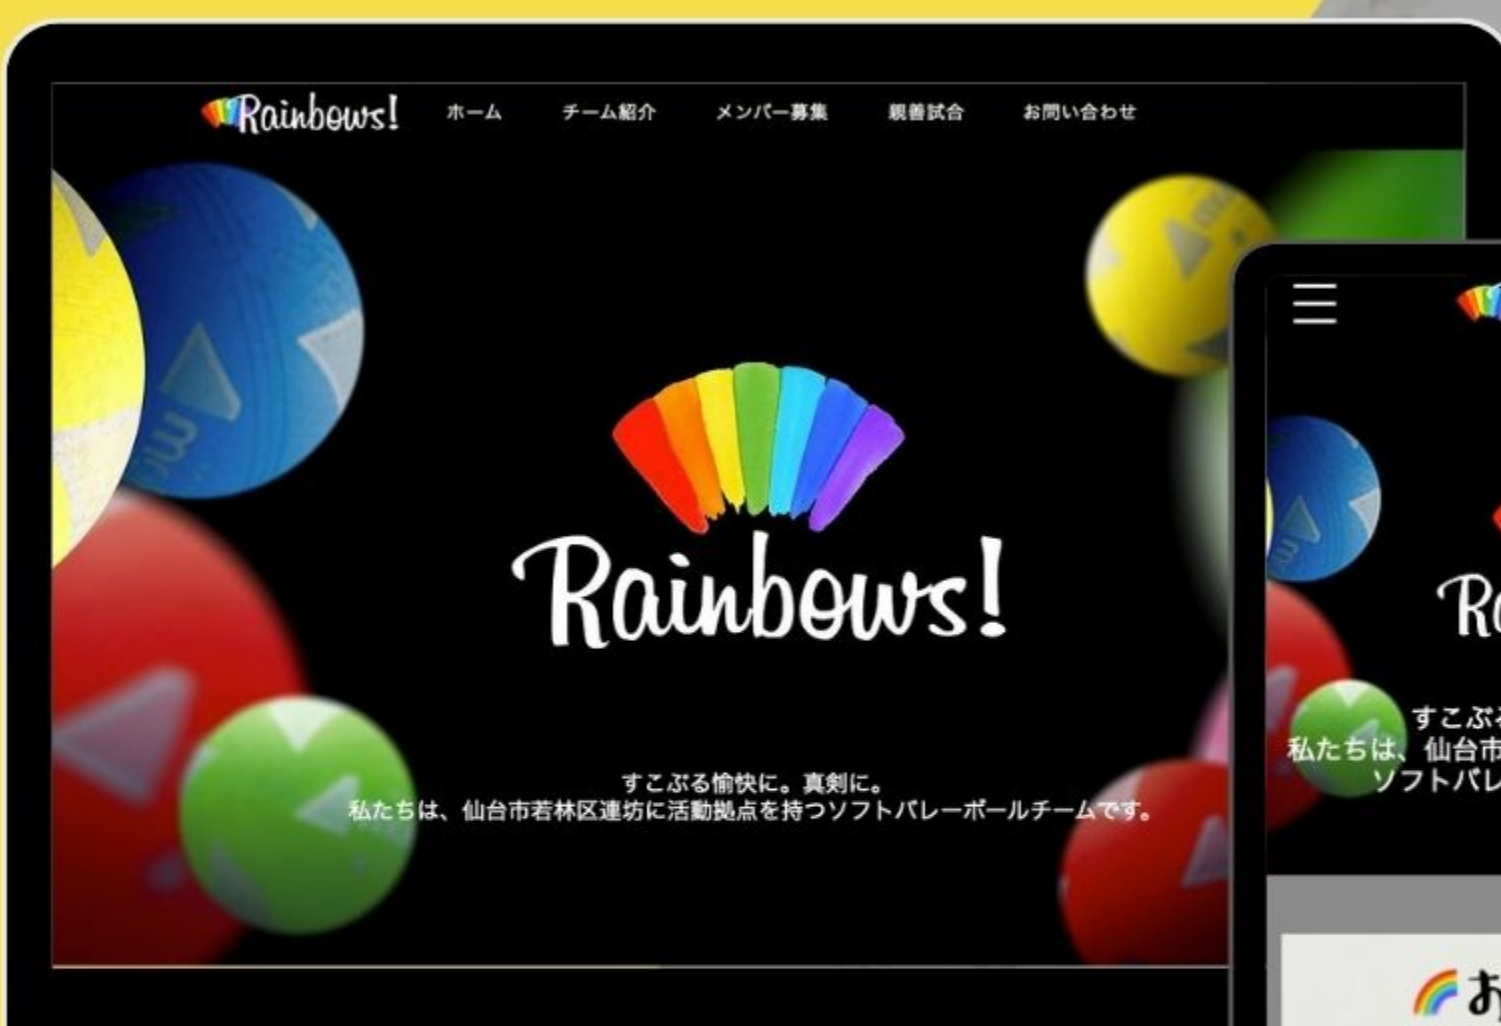 Rainbows! ホーム チーム紹介 メンバー募集 親善試合 お問い合わせ
Rainbows!
すこぶる愉快に。真剣に。
私たちは、仙台市若林区連坊に活動拠点を持つソフトバレーボールチームです。
すこぶ
私たちは、仙台市
ソフトバレ